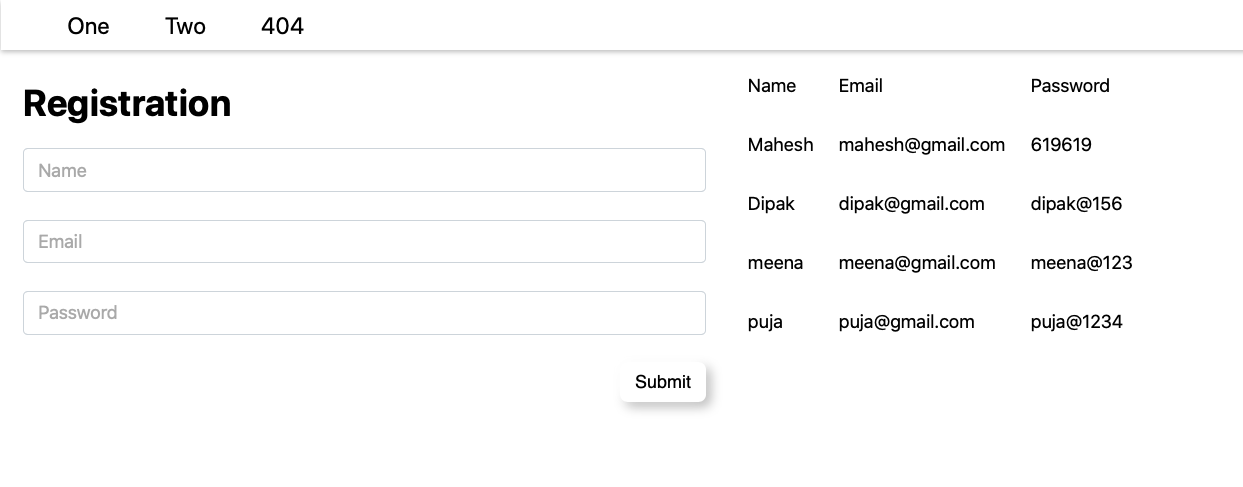 One Two 404
Registration
Name
Email
Password
Submit
Name Email Password
Mahesh mahesh@gmail.com 619619
Dipak dipak@gmail.com dipak@156
meena meena@gmail.com meena@123
puja puja@gmail.com puja@1234